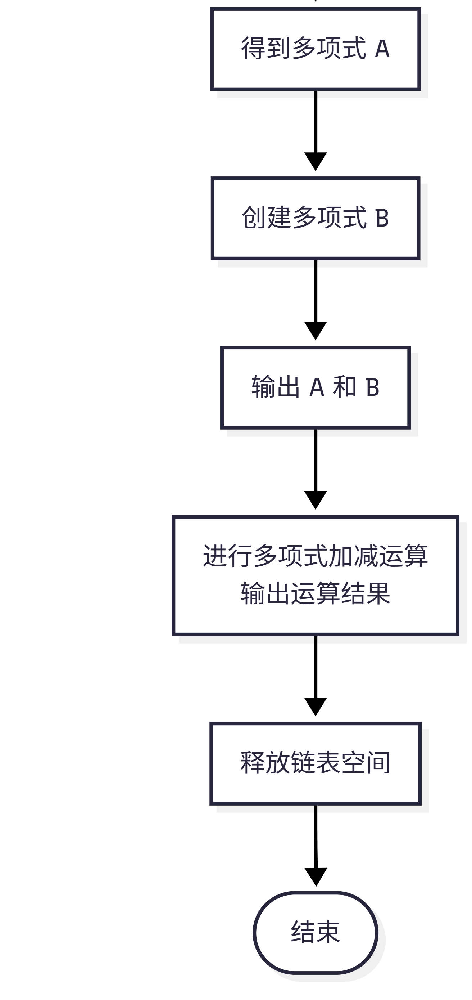 得到多项式 A
创建多项式 B
输出 A 和 B
进行多项式加减运算
输出运算结果
释放链表空间
结束